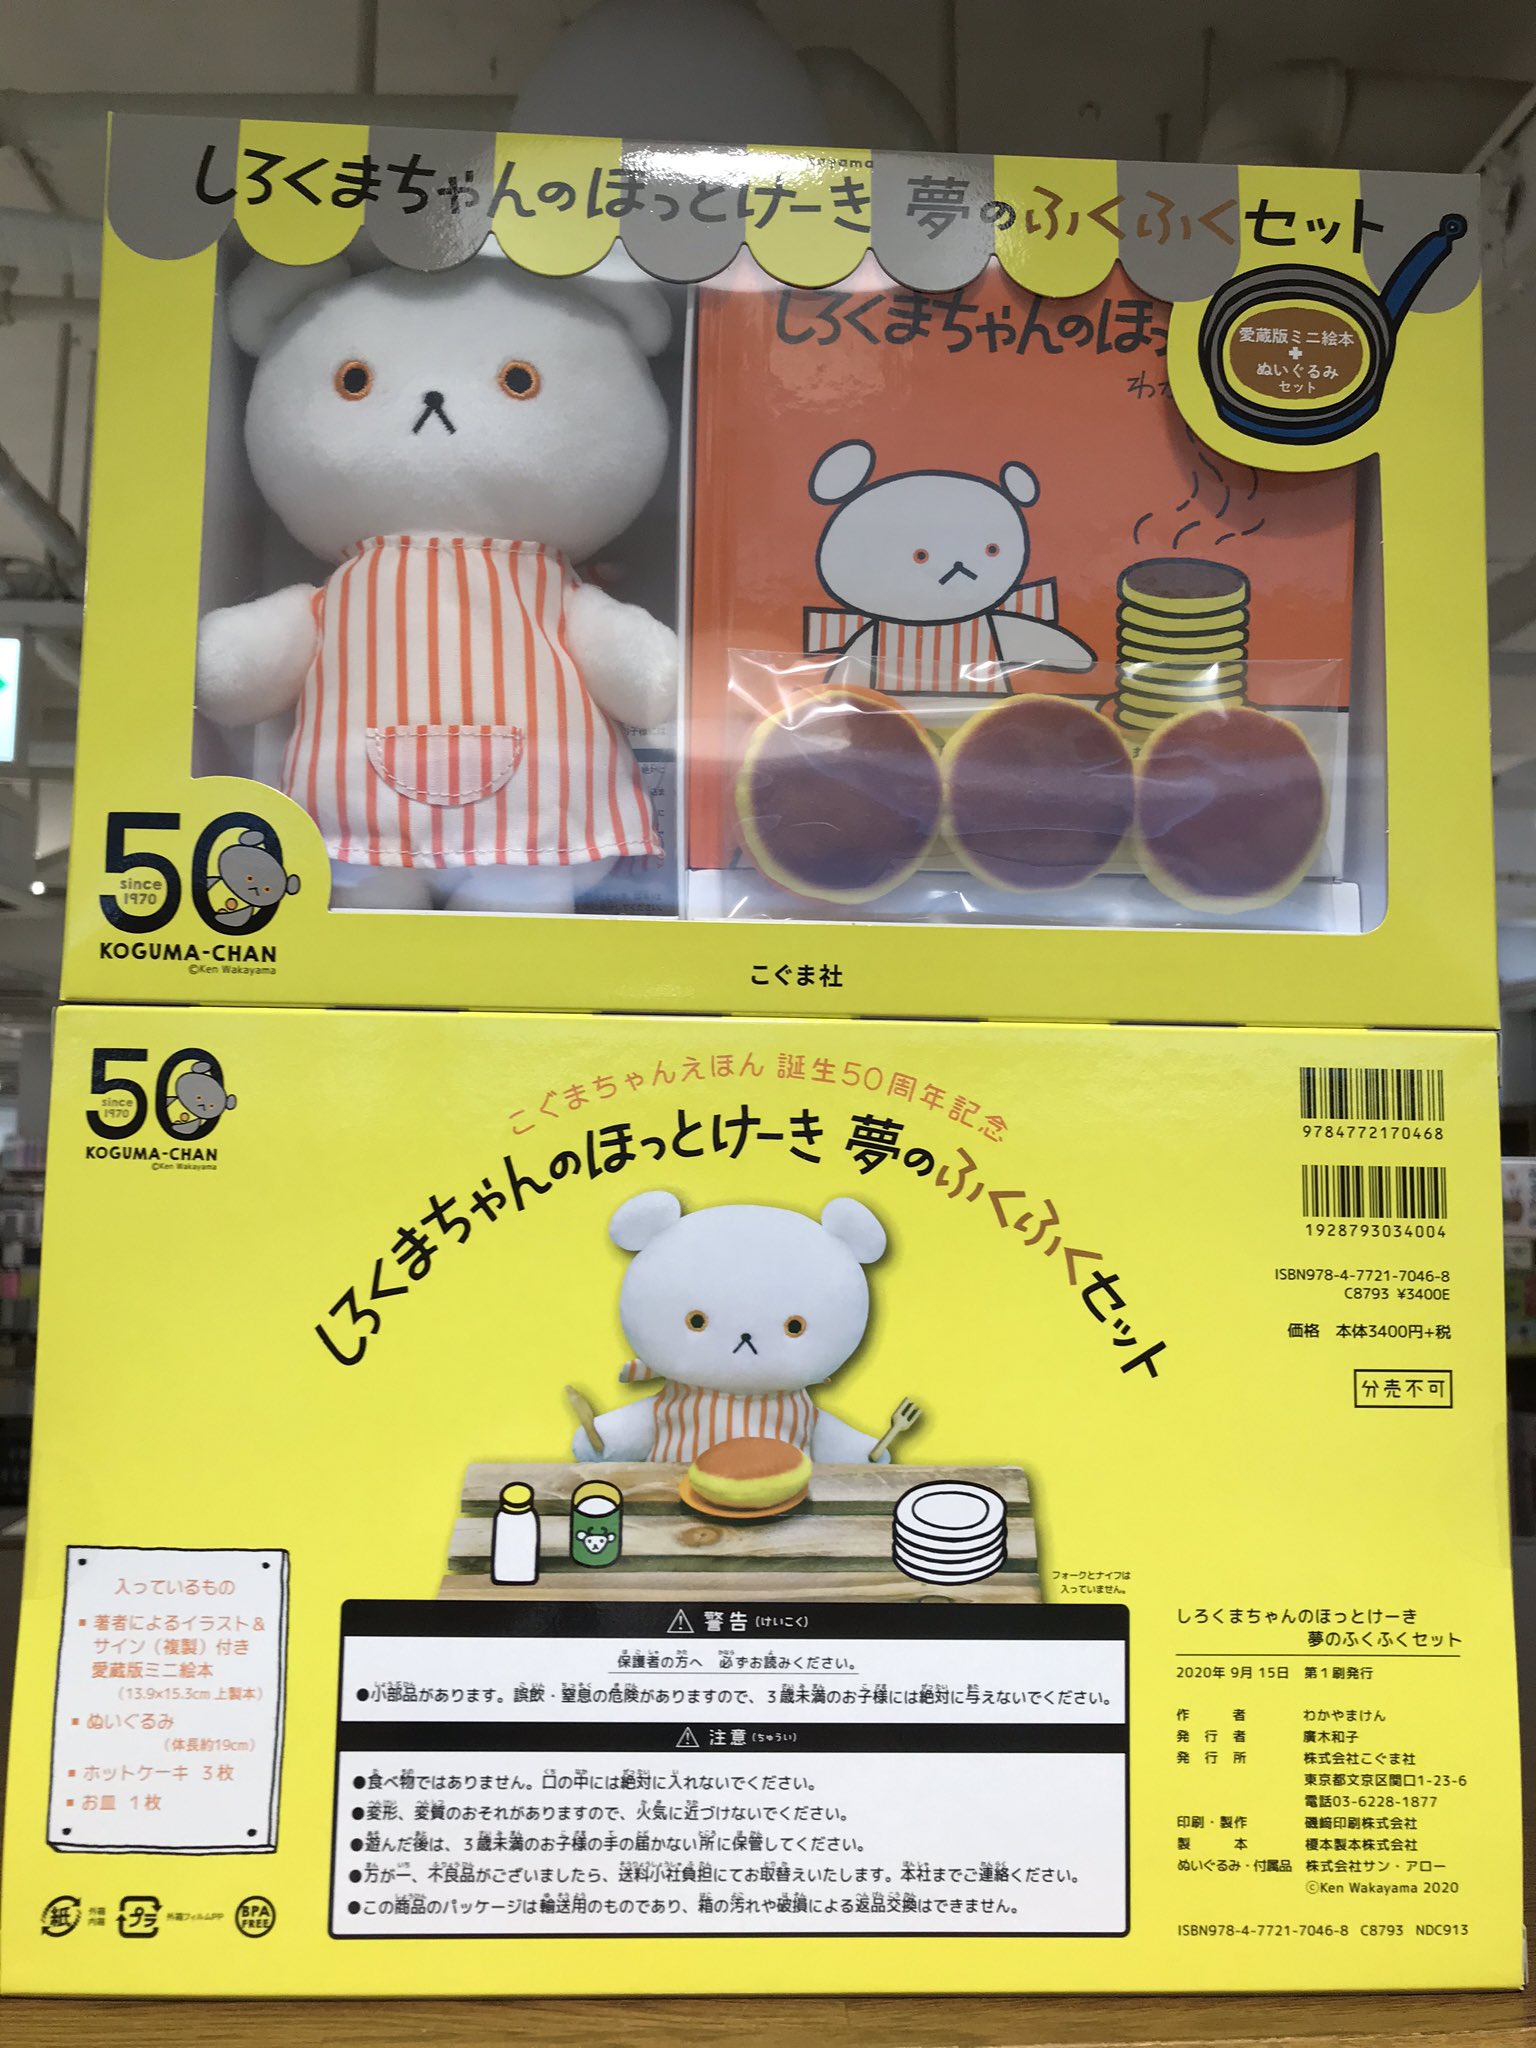 しろくまちゃんのほっとけーき 夢のふくふくセット
愛蔵版ミニ絵本
+
ぬいぐるみ
セット
しろくまちゃんのほっ
わか
50
since
1970
KOGUMA-CHAN
©Ken Wakayama
こぐま社
50
since
1970
KOGUMA-CHAN
©Ken Wakayama
こぐまちゃんえほん 誕生50周年記念
しろくまちゃんのほっとけーき 夢のふくふくセット
9784772170468
1928793034004
ISBN978-4-7721-7046-8
C8793 ¥3400E
価格 本体3400円+税
分売不可
フォークとナイフは
入っていません。
入っているもの
■ 著者によるイラスト&
サイン(複製)付き
愛蔵版ミニ絵本
(13.9×15.3cm 上製本)
■ ぬいぐるみ
(体長約19cm)
■ ホットケーキ 3枚
■ お皿 1枚
警告(けいこく)
保護者の方へ 必ずお読みください。
●小部品があります。誤飲・窒息の危険がありますので、3歳未満のお子様には絶対に与えないでください。
注意(ちゅうい)
●食べ物ではありません。口の中には絶対に入れないでください。
●変形、変質のおそれがありますので、火気に近づけないでください。
●遊んだ後は、3歳未満のお子様の手の届かない所に保管してください。
●万が一、不良品がございましたら、送料小社負担にてお取替えいたします。本社までご連絡ください。
●この商品のパッケージは輸送用のものであり、箱の汚れや破損による返品交換はできません。
紙
外箱
内箱
プラ
外箱フィルムPP
BPA
FREE
しろくまちゃんのほっとけーき
夢のふくふくセット
2020年9月15日 第1刷発行
作者 わかやまけん
発行者 廣木和子
発行所 株式会社こぐま社
東京都文京区関口1-23-6
電話03-6228-1877
印刷・製作 磯﨑印刷株式会社
製本 榎本製本株式会社
ぬいぐるみ・付属品 株式会社サン・アロー
©Ken Wakayama 2020
ISBN978-4-7721-7046-8 C8793 NDC913